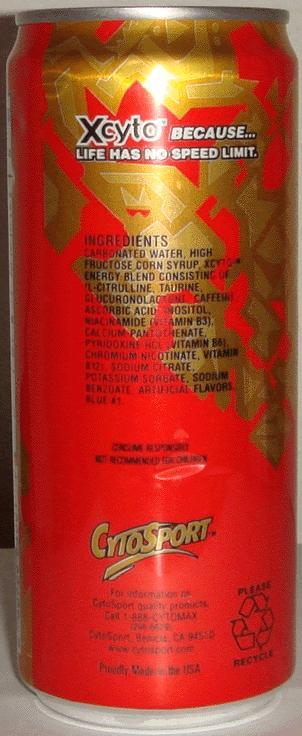 Xcyto™ BECAUSE...
LIFE HAS NO SPEED LIMIT.
INGREDIENTS
CARBONATED WATER, HIGH
FRUCTOSE CORN SYRUP, XCYTO™
ENERGY BLEND CONSISTING OF
(L-CITRULLINE, TAURINE,
GLUCURONOLACTONE, CAFFEINE
ASCORBIC ACID, INOSITOL,
NIACINAMIDE (VITAMIN B3),
CALCIUM PANTOTHENATE,
PYRIDOXINE HCL (VITAMIN B6),
CHROMIUM NICOTINATE, VITAMIN
B12), SODIUM CITRATE,
POTASSIUM SORBATE, SODIUM
BENZOATE, ARTIFICIAL FLAVORS,
BLUE #1.
CONSUME RESPONSIBLY
NOT RECOMMENDED FOR CHILDREN
CYTOSPORT™
For information on
CytoSport quality products,
Call 1-888-CYTOMAX
CytoSport, Benicia, CA 94510
www.cytosport.com
Proudly Made in the USA
PLEASE
RECYCLE